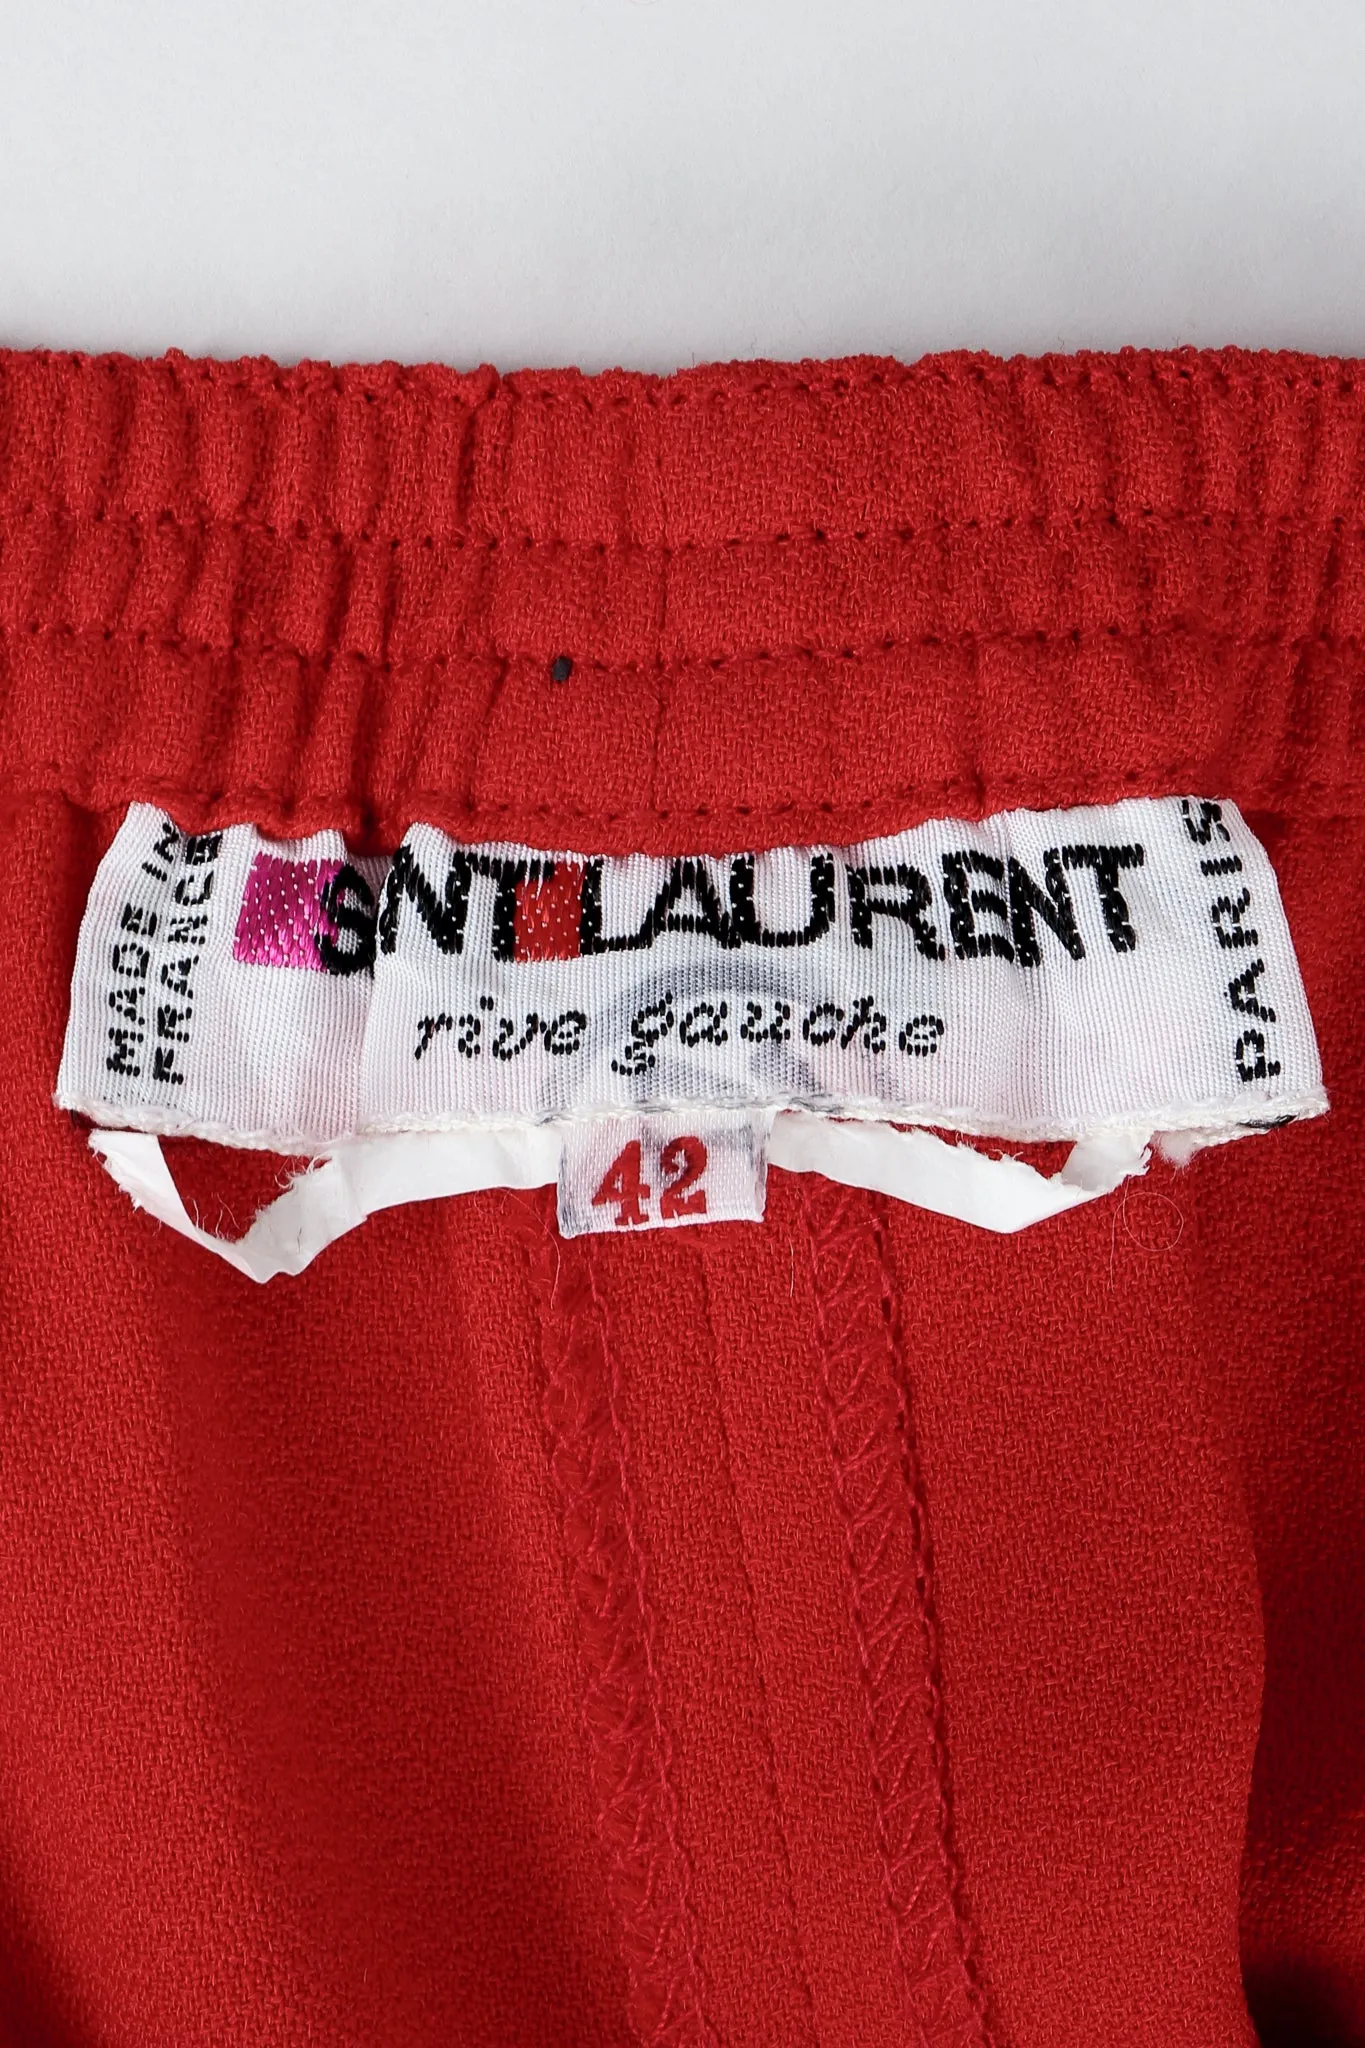 MADE IN
FRANCE
SNT LAURENT
rive gauche
PARIS
42